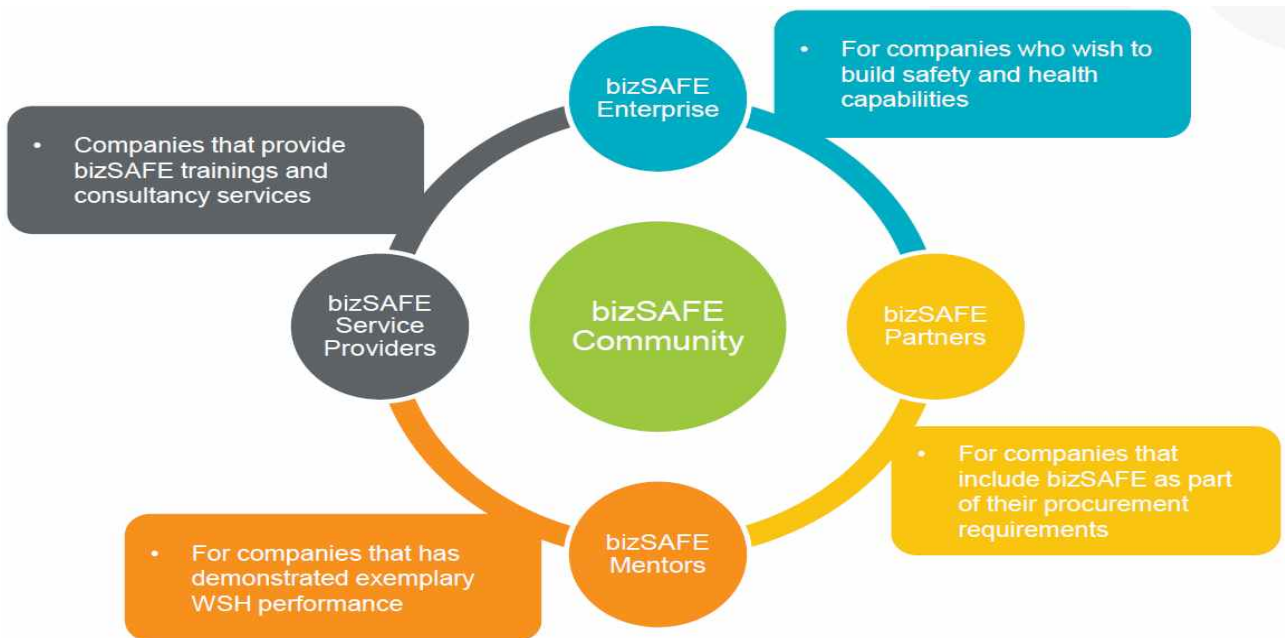 bizSAFE
Enterprise
• For companies who wish to
build safety and health
capabilities
• Companies that provide
bizSAFE trainings and
consultancy services
bizSAFE
Service
Providers
bizSAFE
Community
bizSAFE
Partners
• For companies that
include bizSAFE as part
of their procurement
requirements
bizSAFE
Mentors
• For companies that has
demonstrated exemplary
WSH performance